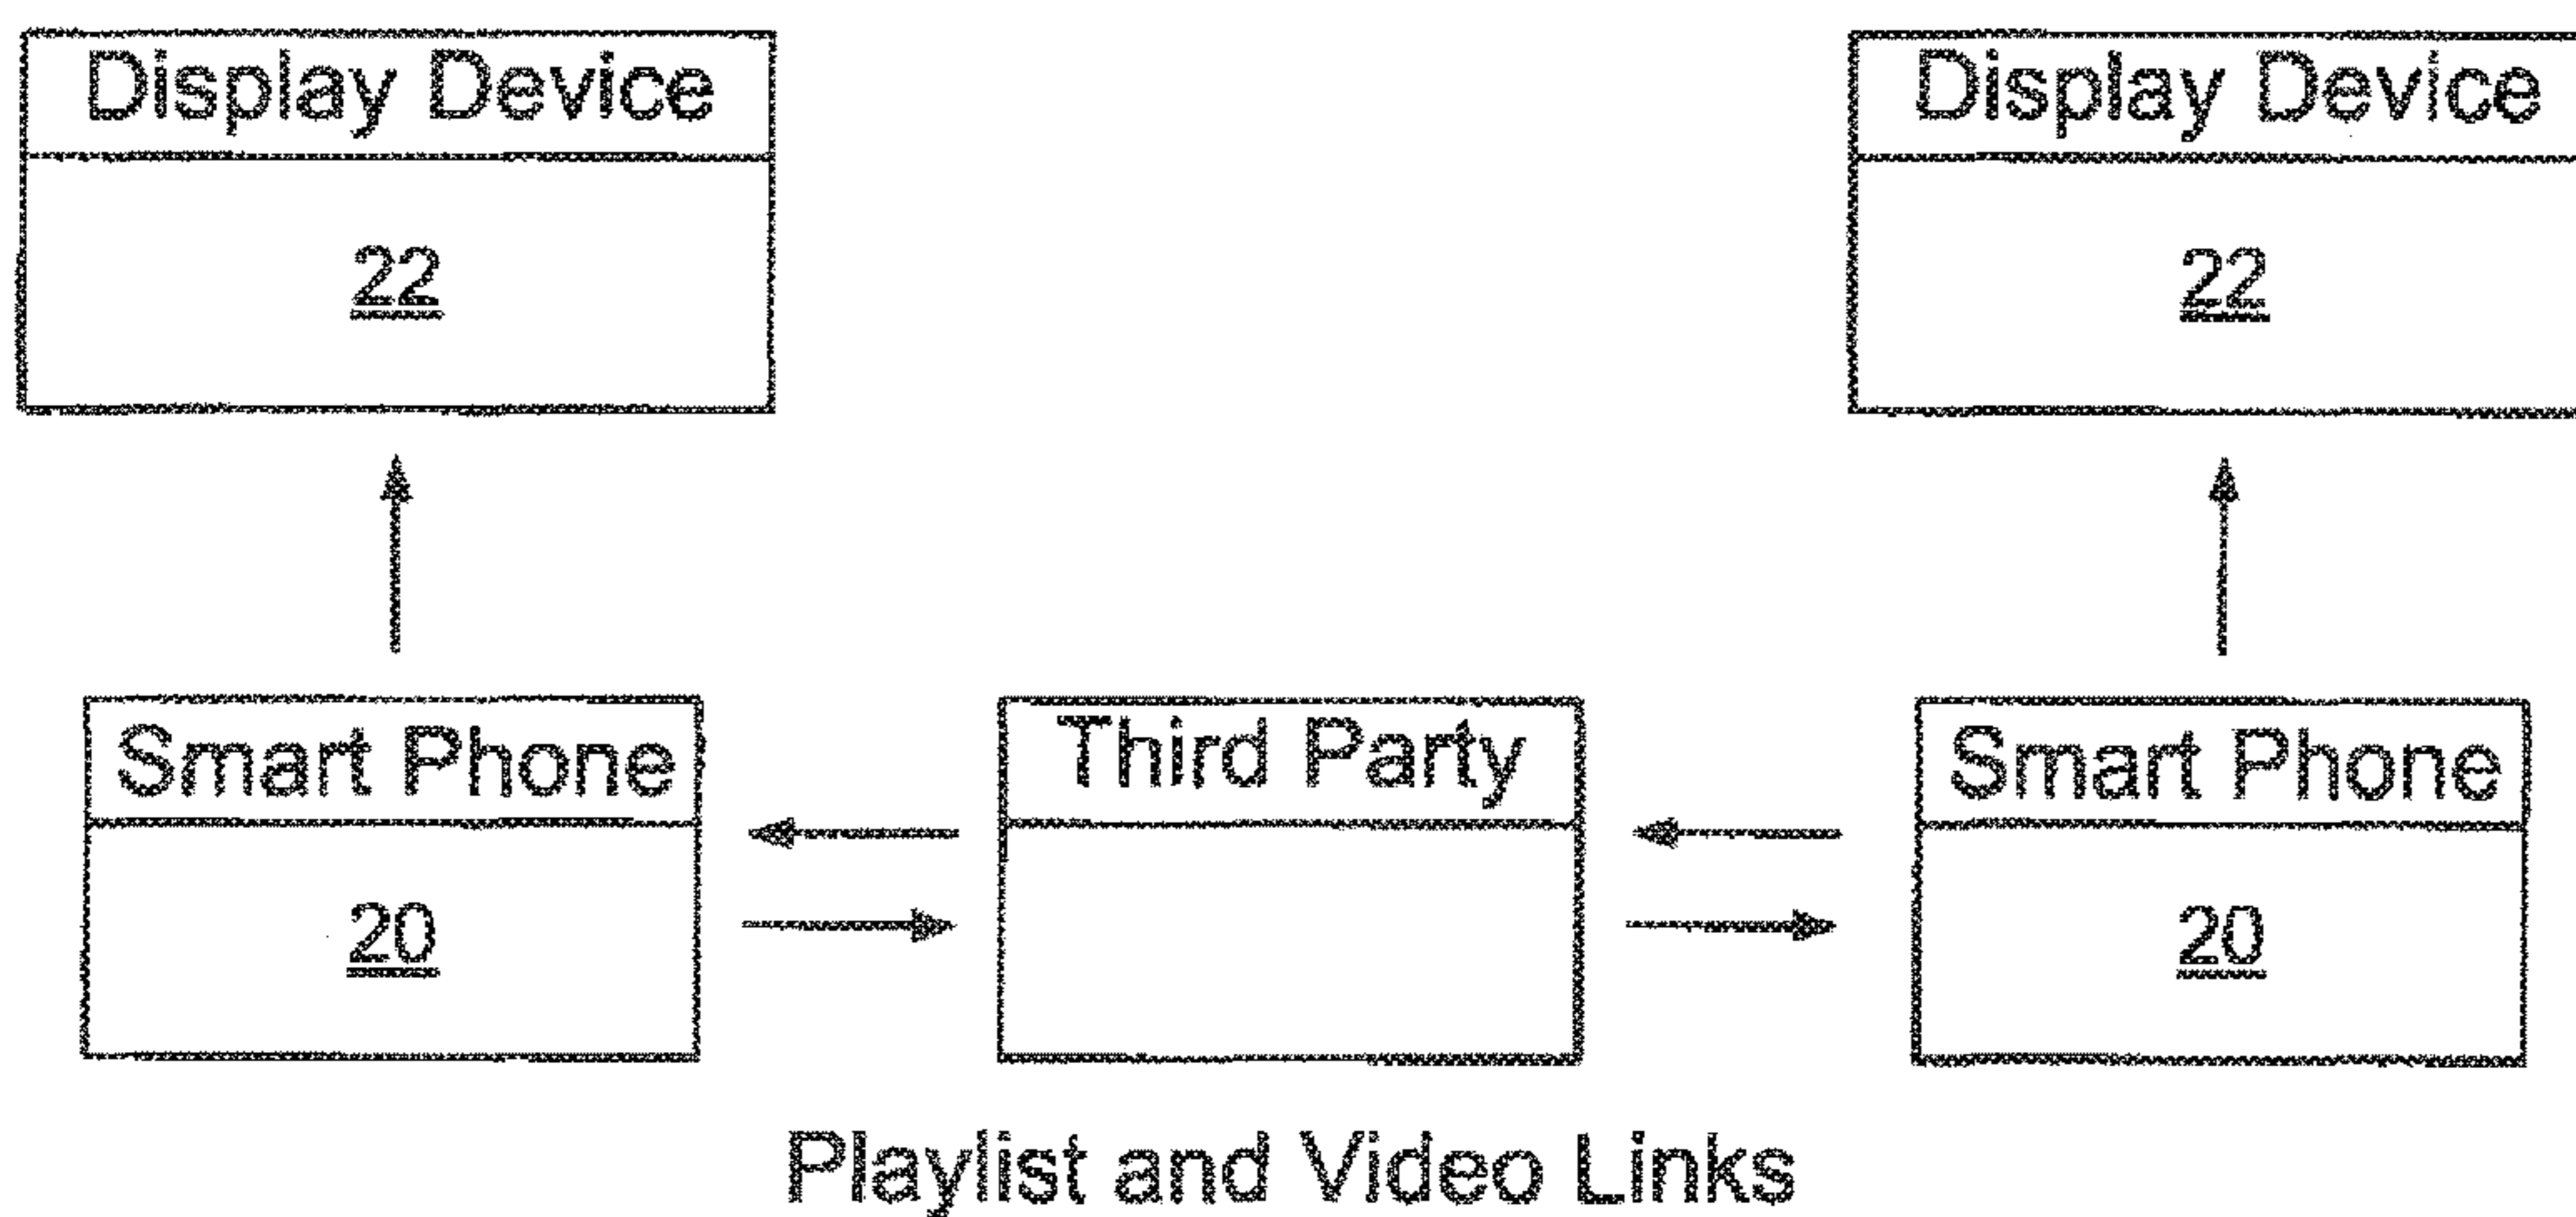 Display Device
Display Device
22
22
Smart Phone
Third Party
Smart Phone
20
20
Playlist and Video Links